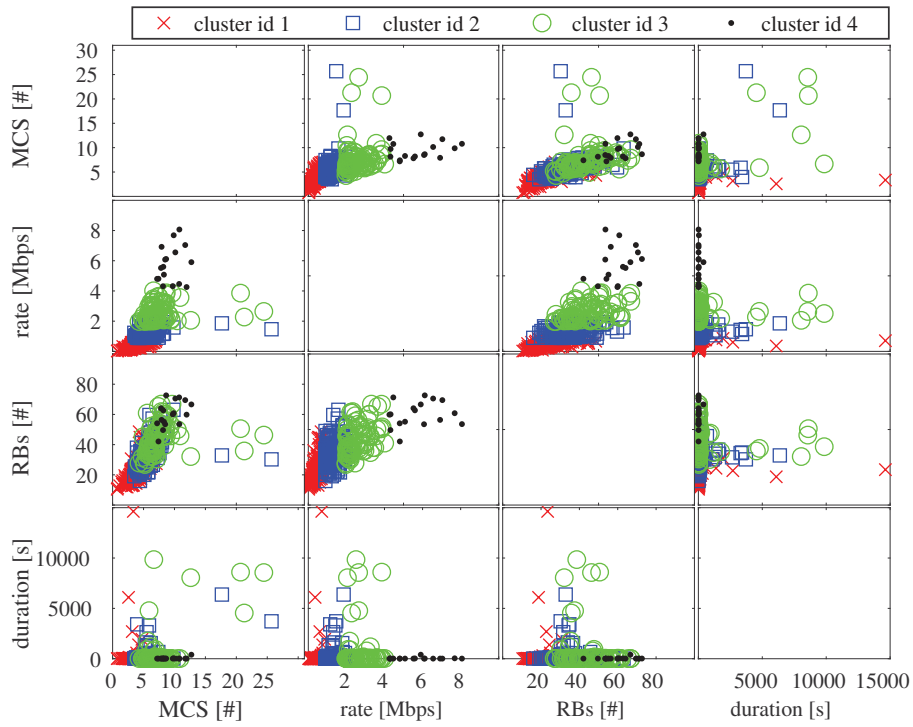 cluster id 1 cluster id 2 cluster id 3 cluster id 4
30
25
20
15
10
5
MCS [#]
8
6
4
2
rate [Mbps]
80
60
40
20
RBs [#]
10000
5000
0
duration [s]
0 5 10 15 20 25
2 4 6 8
20 40 60 80
5000 10000 15000
MCS [#] rate [Mbps] RBs [#] duration [s]